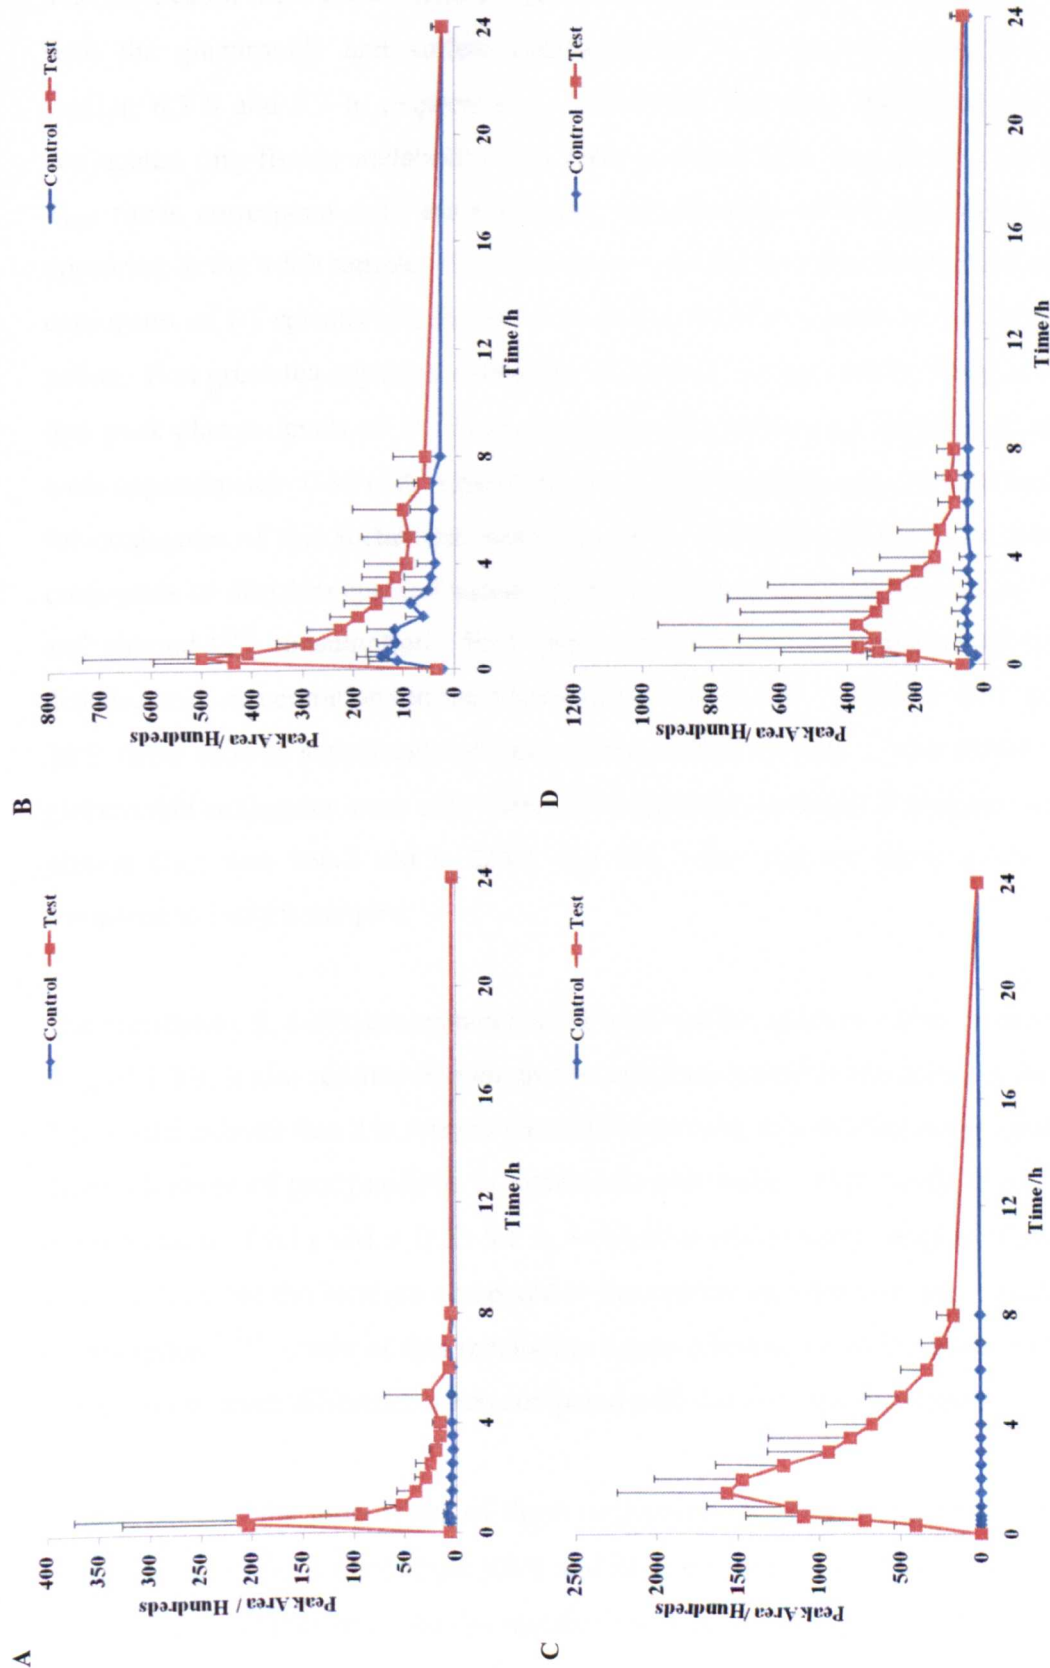 A
Control Test
Peak Area / Hundreds
400
350
300
250
200
150
100
50
0
0 4 8 12 16 20 24
Time/h
B
Control Test
Peak Area/Hundreds
800
700
600
500
400
300
200
100
0
0 4 8 12 16 20 24
Time/h
C
Control Test
Peak Area/Hundreds
2500
2000
1500
1000
500
0
0 4 8 12 16 20 24
Time/h
D
Control Test
Peak Area/Hundreds
1200
1000
800
600
400
200
0
0 4 8 12 16 20 24
Time/h